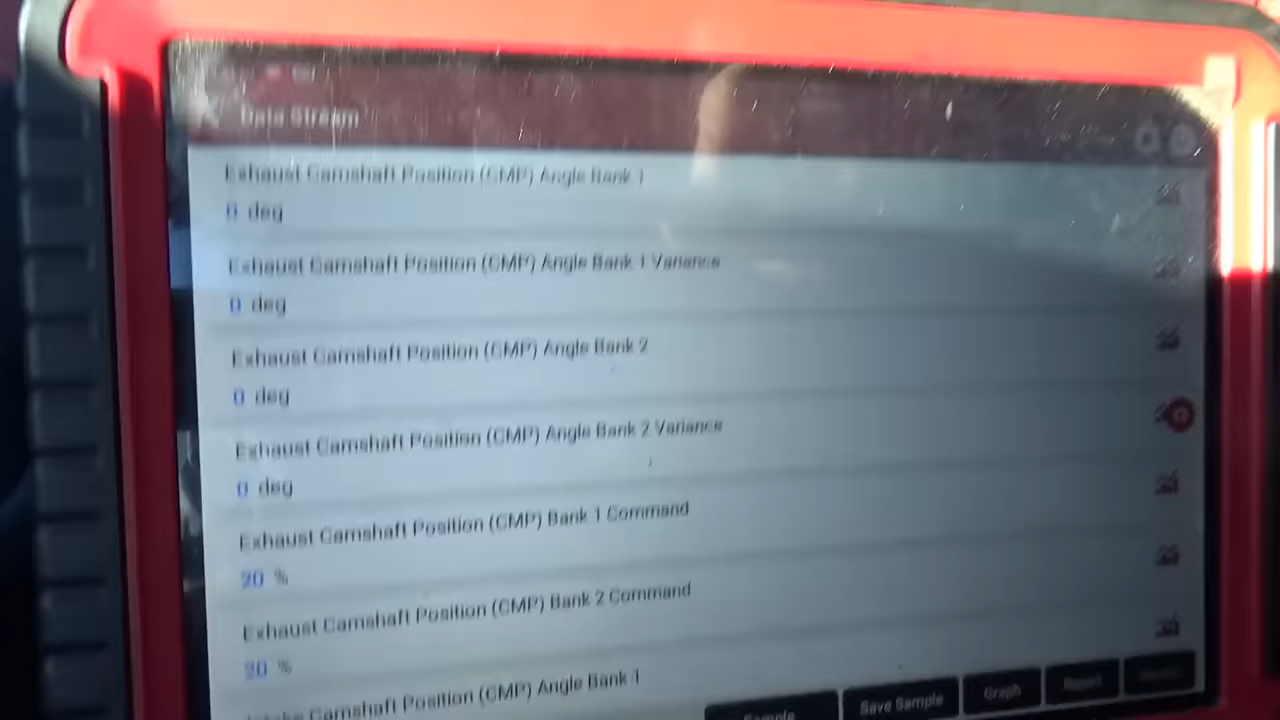 Data Stream
Exhaust Camshaft Position (CMP) Angle Bank 1
0 deg
Exhaust Camshaft Position (CMP) Angle Bank 1 Variance
0 deg
Exhaust Camshaft Position (CMP) Angle Bank 2
0 deg
Exhaust Camshaft Position (CMP) Angle Bank 2 Variance
0 deg
Exhaust Camshaft Position (CMP) Bank 1 Command
20 %
Exhaust Camshaft Position (CMP) Bank 2 Command
20 %
Intake Camshaft Position (CMP) Angle Bank 1
Sample Save Sample Graph Report